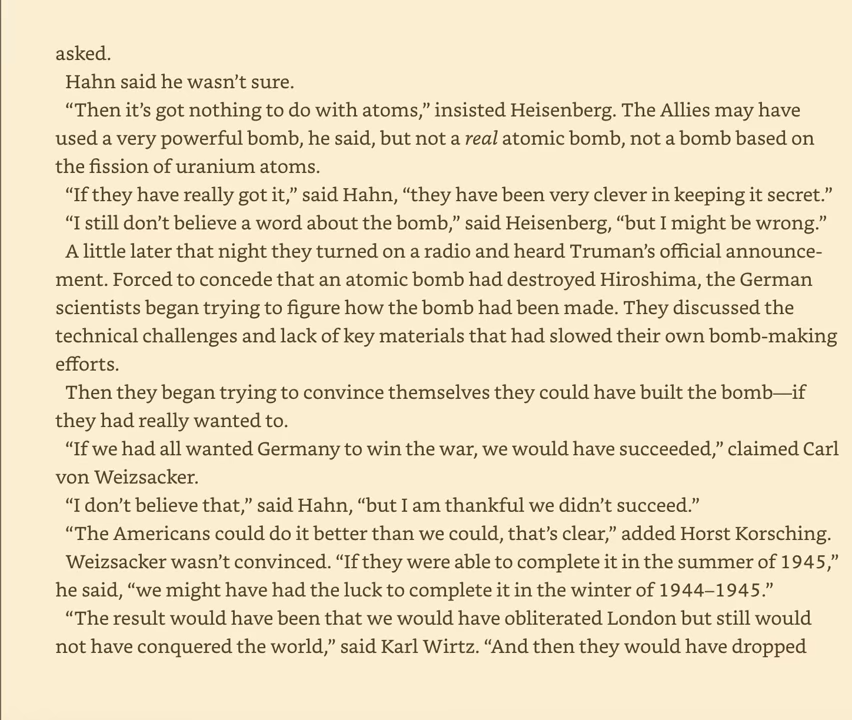 asked.
Hahn said he wasn’t sure.
“Then it’s got nothing to do with atoms,” insisted Heisenberg. The Allies may have
used a very powerful bomb, he said, but not a real atomic bomb, not a bomb based on
the fission of uranium atoms.
“If they have really got it,” said Hahn, “they have been very clever in keeping it secret.”
“I still don’t believe a word about the bomb,” said Heisenberg, “but I might be wrong.”
A little later that night they turned on a radio and heard Truman’s official announce-
ment. Forced to concede that an atomic bomb had destroyed Hiroshima, the German
scientists began trying to figure how the bomb had been made. They discussed the
technical challenges and lack of key materials that had slowed their own bomb-making
efforts.
Then they began trying to convince themselves they could have built the bomb—if
they had really wanted to.
“If we had all wanted Germany to win the war, we would have succeeded,” claimed Carl
von Weizsacker.
“I don’t believe that,” said Hahn, “but I am thankful we didn’t succeed.”
“The Americans could do it better than we could, that’s clear,” added Horst Korsching.
Weizsacker wasn’t convinced. “If they were able to complete it in the summer of 1945,”
he said, “we might have had the luck to complete it in the winter of 1944–1945.”
“The result would have been that we would have obliterated London but still would
not have conquered the world,” said Karl Wirtz. “And then they would have dropped